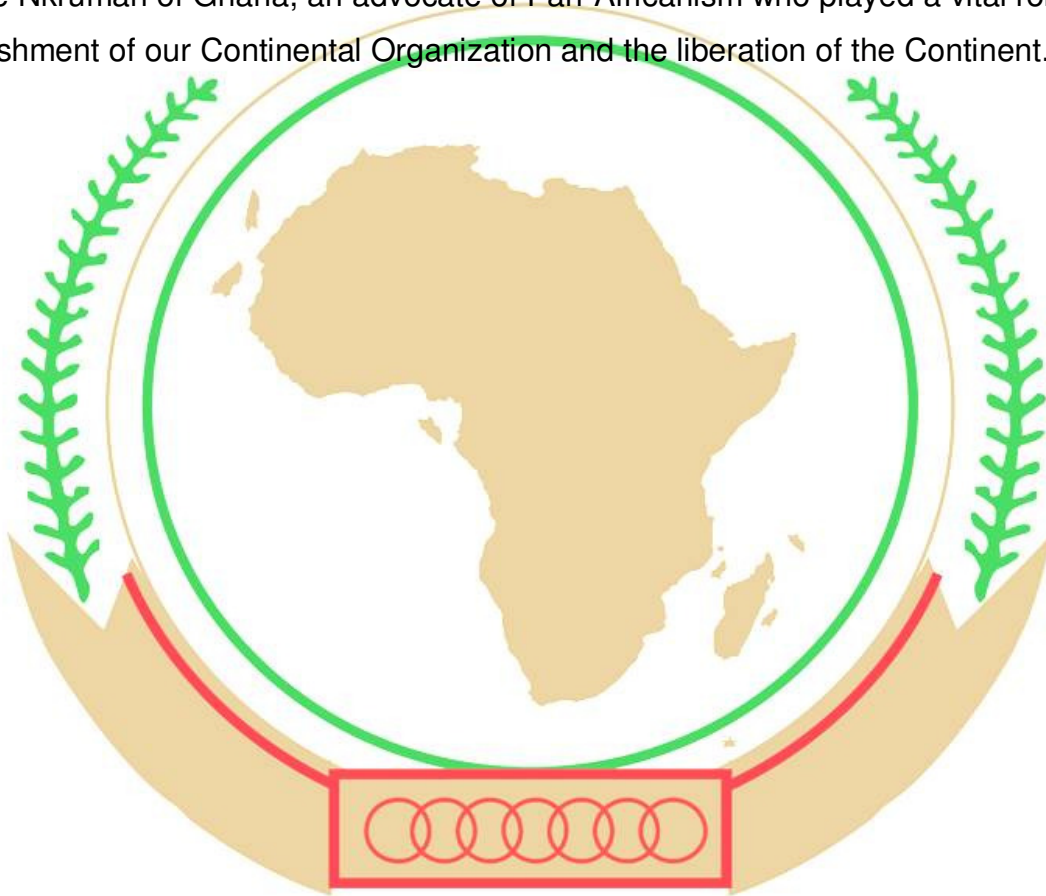 Nkrumah of Ghana, an advocate of Pan-Africanism who played a vital
shment of our Continental Organization and the liberation of the Continent.